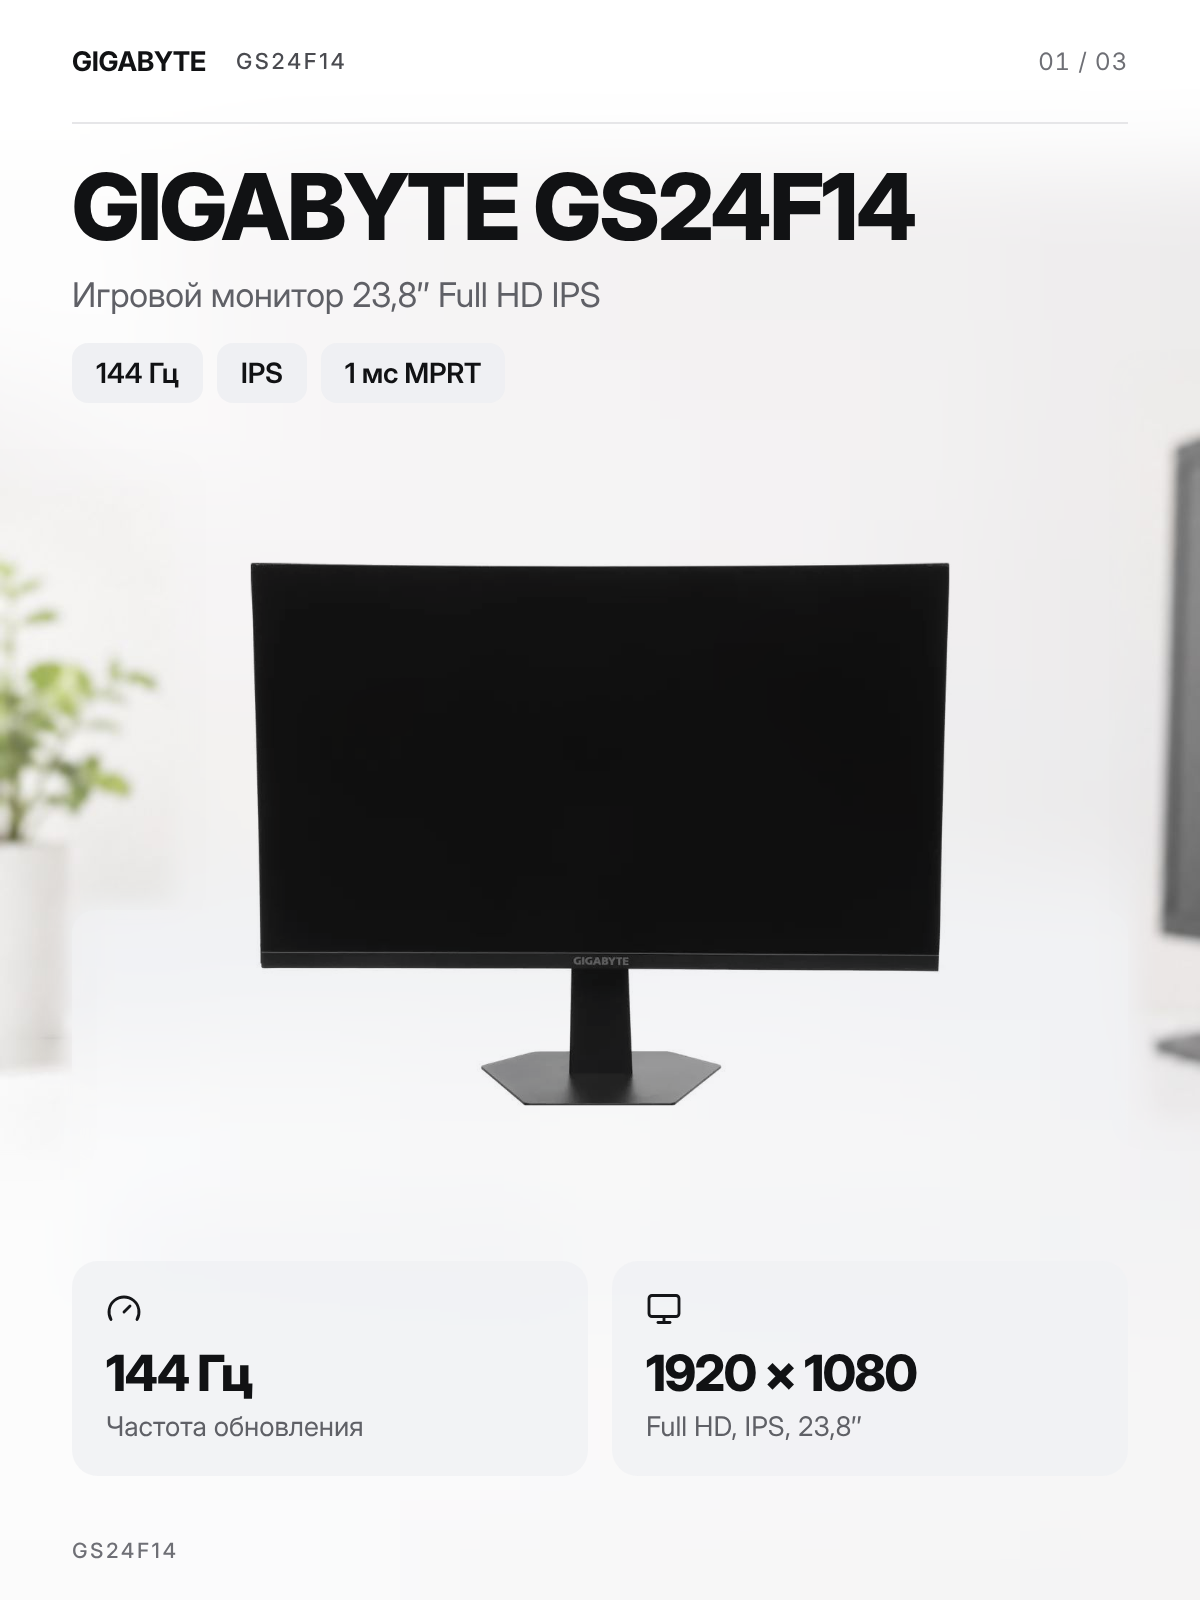 GIGABYTE GS24F14 01 / 03
GIGABYTE GS24F14
Игровой монитор 23,8″ Full HD IPS
144 Гц IPS 1 мс MPRT
GIGABYTE
144 Гц 1920 × 1080
Частота обновления Full HD, IPS, 23,8″
GS24F14